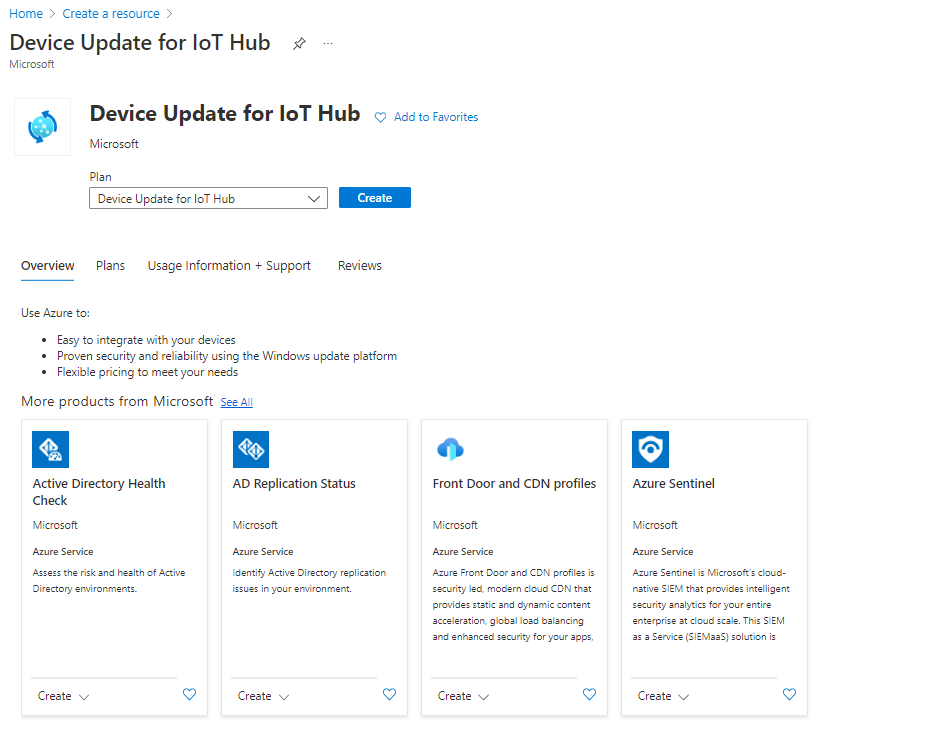 Home > Create a resource >
Device Update for IoT Hub ...
Microsoft
Device Update for IoT Hub Add to Favorites
Microsoft
Plan
Device Update for IoT Hub Create
Overview Plans Usage Information + Support Reviews
Use Azure to:
• Easy to integrate with your devices
• Proven security and reliability using the Windows update platform
• Flexible pricing to meet your needs
More products from Microsoft See All
Active Directory Health
Check
Microsoft
Azure Service
Assess the risk and health of Active
Directory environments.
Create
AD Replication Status
Microsoft
Azure Service
Identify Active Directory replication
issues in your environment.
Create
Front Door and CDN profiles
Microsoft
Azure Service
Azure Front Door and CDN profiles is
security led, modern cloud CDN that
provides static and dynamic content
acceleration, global load balancing
and enhanced security for your apps,
Create
Azure Sentinel
Microsoft
Azure Service
Azure Sentinel is Microsoft's cloud-
native SIEM that provides intelligent
security analytics for your entire
enterprise at cloud scale. This SIEM
as a Service (SIEMaaS) solution is
Create